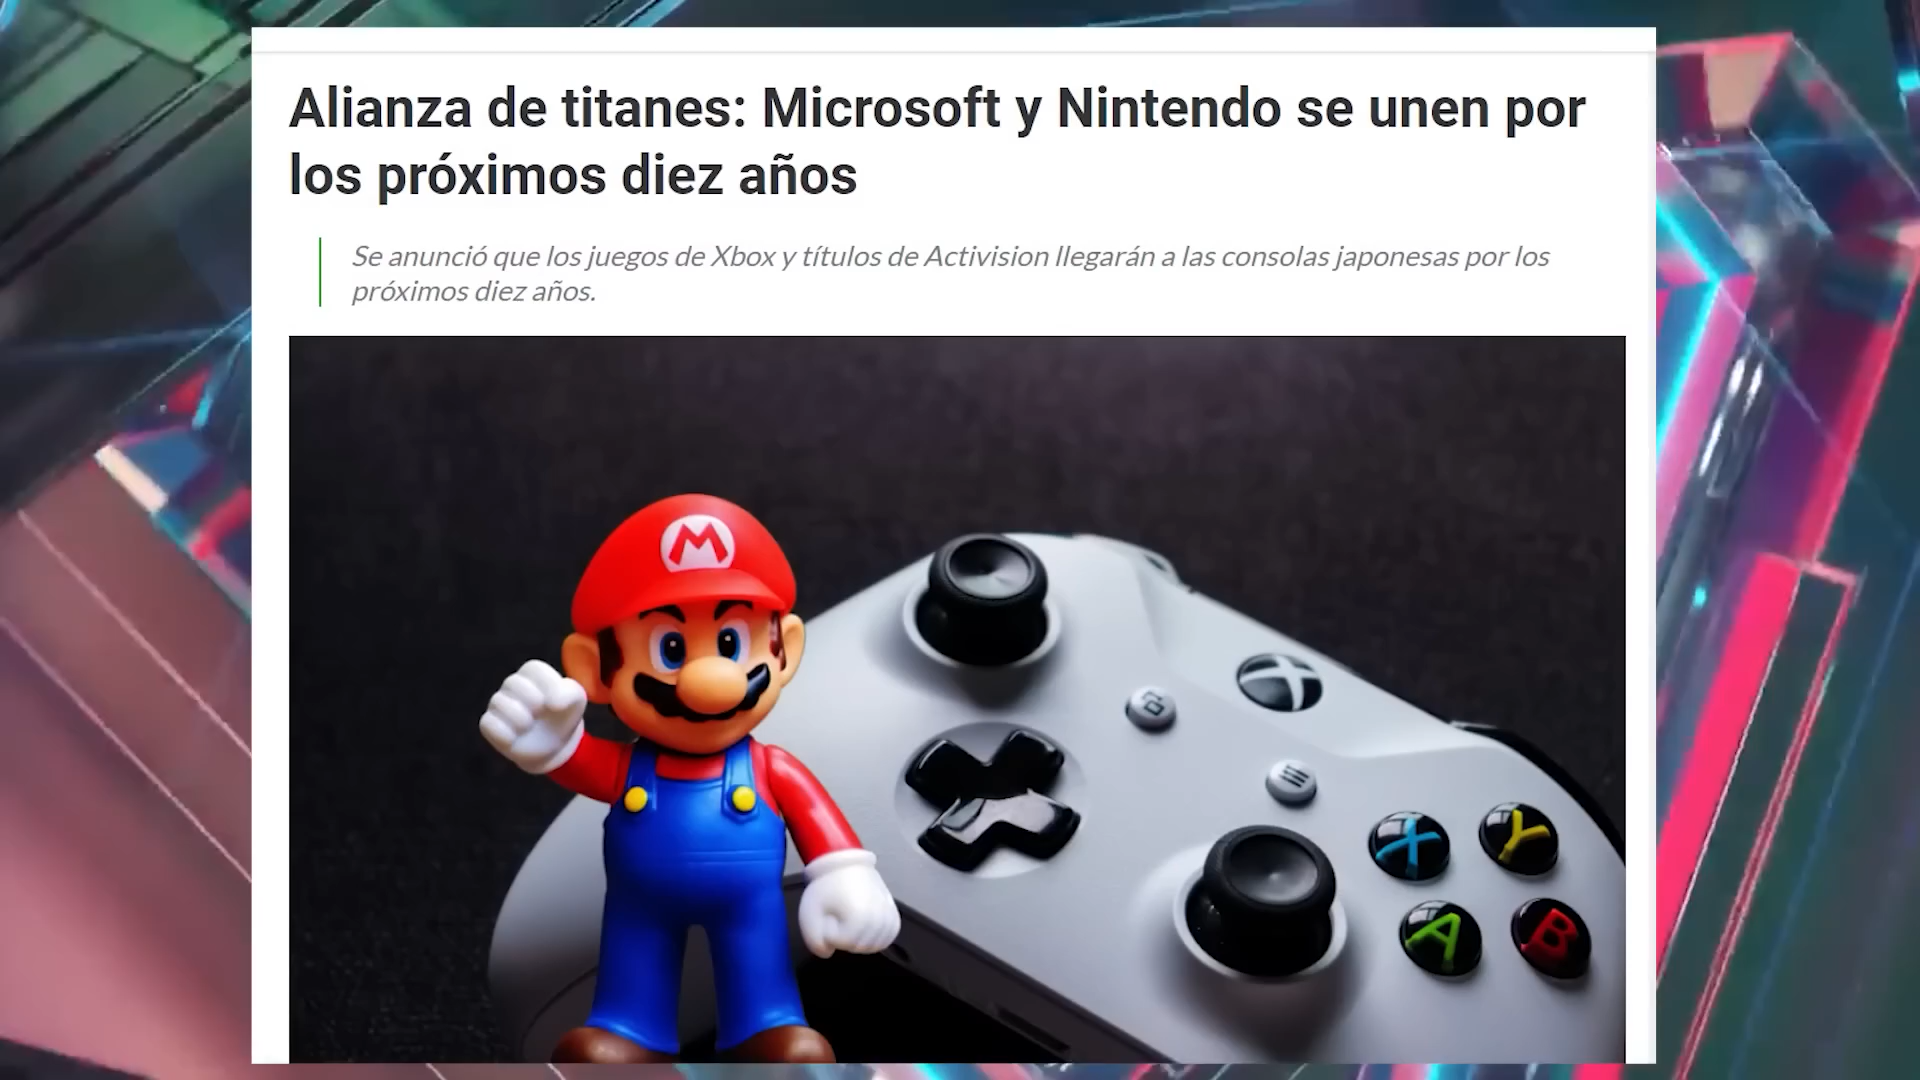 Alianza de titanes: Microsoft y Nintendo se unen por
los próximos diez años
Se anunció que los juegos de Xbox y títulos de Activision llegarán a las consolas japonesas por los
próximos diez años.
M
X
Y
A
B